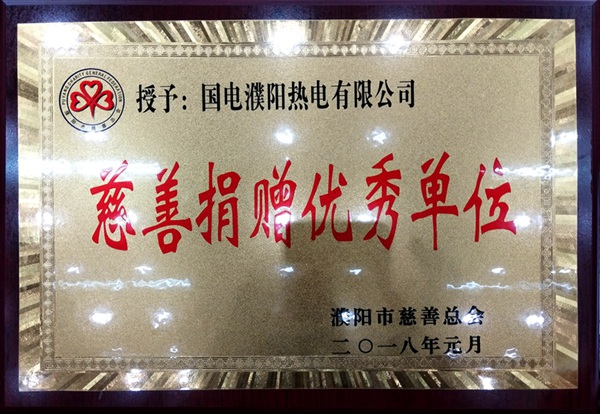 授予：国电濮阳热电有限公司
慈善捐赠优秀单位
濮阳市慈善总会
二〇一八年元月